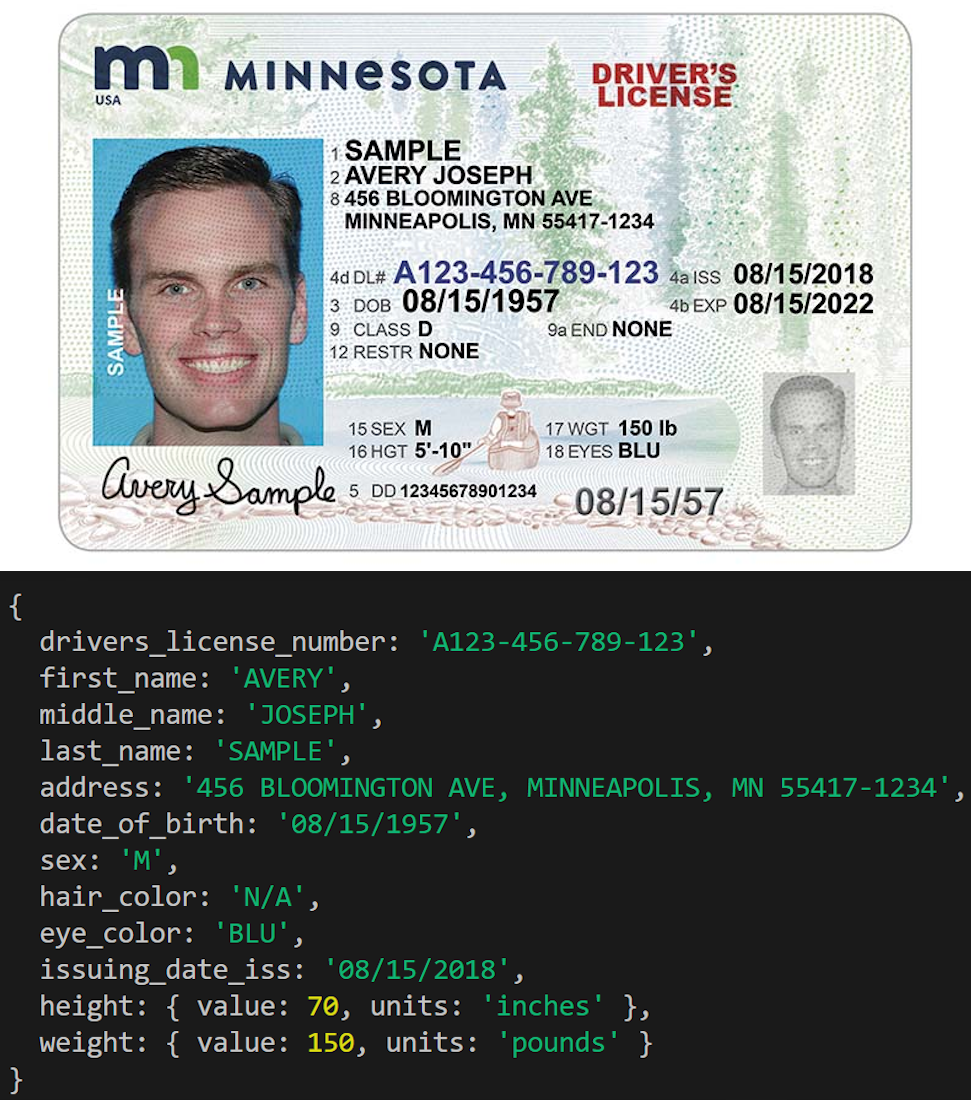 mn MINNESOTA DRIVER'S
USA LICENSE
1 SAMPLE
2 AVERY JOSEPH
8 456 BLOOMINGTON AVE
MINNEAPOLIS, MN 55417-1234
4d DL# A123-456-789-123 4a ISS 08/15/2018
3 DOB 08/15/1957 4b EXP 08/15/2022
9 CLASS D 9a END NONE
12 RESTR NONE
SAMPLE
15 SEX M 17 WGT 150 lb
16 HGT 5'-10" 18 EYES BLU
Avery Sample 5 DD 12345678901234 08/15/57
{
  drivers_license_number: 'A123-456-789-123',
  first_name: 'AVERY',
  middle_name: 'JOSEPH',
  last_name: 'SAMPLE',
  address: '456 BLOOMINGTON AVE, MINNEAPOLIS, MN 55417-1234',
  date_of_birth: '08/15/1957',
  sex: 'M',
  hair_color: 'N/A',
  eye_color: 'BLU',
  issuing_date_iss: '08/15/2018',
  height: { value: 70, units: 'inches' },
  weight: { value: 150, units: 'pounds' }
}